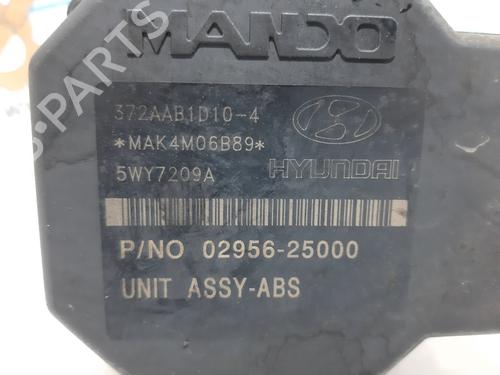 MANDO
372AAB1D10-4
*MAK4M06B89*
5WY7209A
HYUNDAI
P/NO 02956-25000
UNIT ASSY-ABS